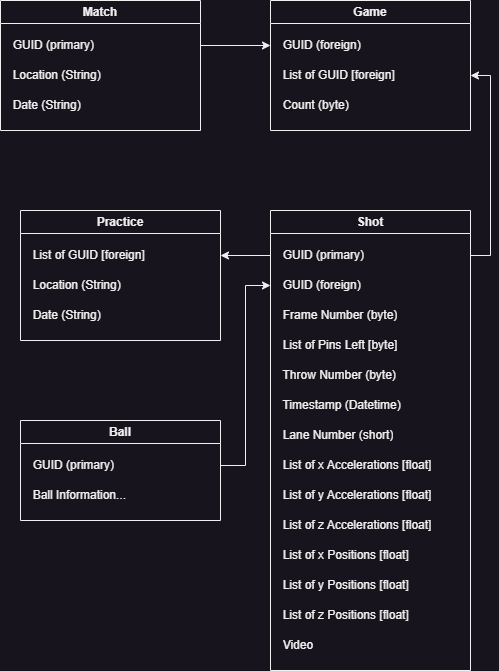 Match
GUID (primary)
Location (String)
Date (String)
Game
GUID (foreign)
List of GUID [foreign]
Count (byte)
Practice
List of GUID [foreign]
Location (String)
Date (String)
Ball
GUID (primary)
Ball Information...
Shot
GUID (primary)
GUID (foreign)
Frame Number (byte)
List of Pins Left [byte]
Throw Number (byte)
Timestamp (Datetime)
Lane Number (short)
List of x Accelerations [float]
List of y Accelerations [float]
List of z Accelerations [float]
List of x Positions [float]
List of y Positions [float]
List of z Positions [float]
Video